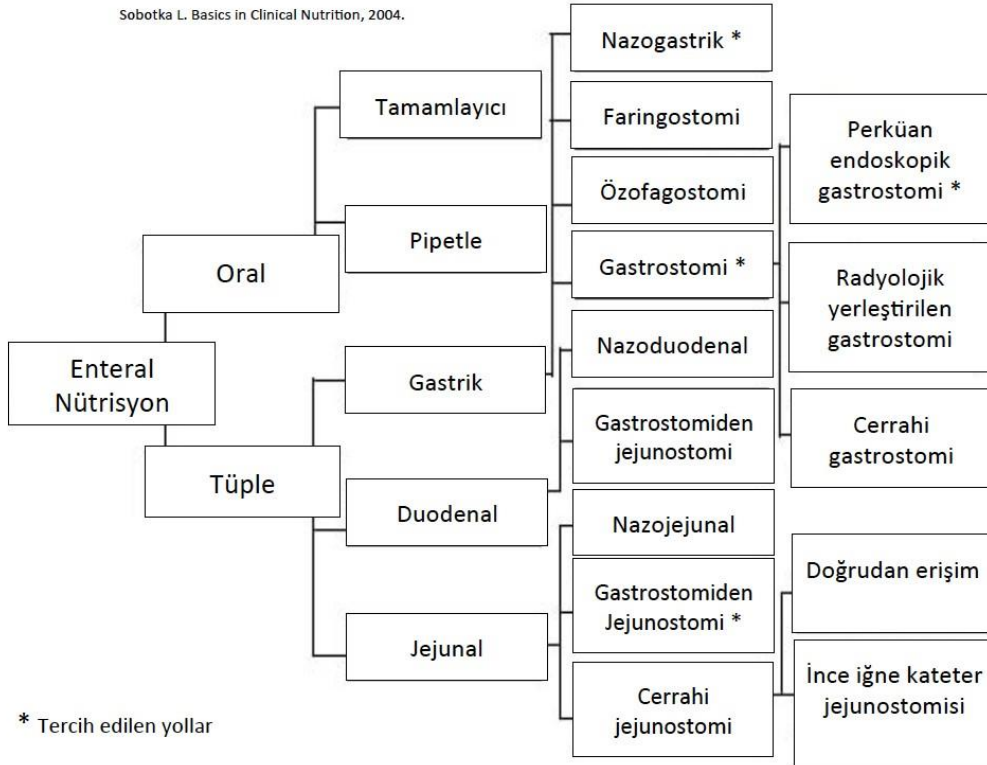 Sobotka L. Basics in Clinical Nutrition, 2004.
Enteral
Nütrisyon
Oral
Tüple
Tamamlayıcı
Pipetle
Gastrik
Duodenal
Jejunal
Nazogastrik *
Faringostomi
Özofagostomi
Gastrostomi *
Nazoduodenal
Gastrostomiden
jejunostomi
Nazojejunal
Gastrostomiden
Jejunostomi *
Cerrahi
jejunostomi
Perküan
endoskopik
gastrostomi *
Radyolojik
yerleştirilen
gastrostomi
Cerrahi
gastrostomi
Doğrudan erişim
İnce iğne kateter
jejunostomisi
* Tercih edilen yollar